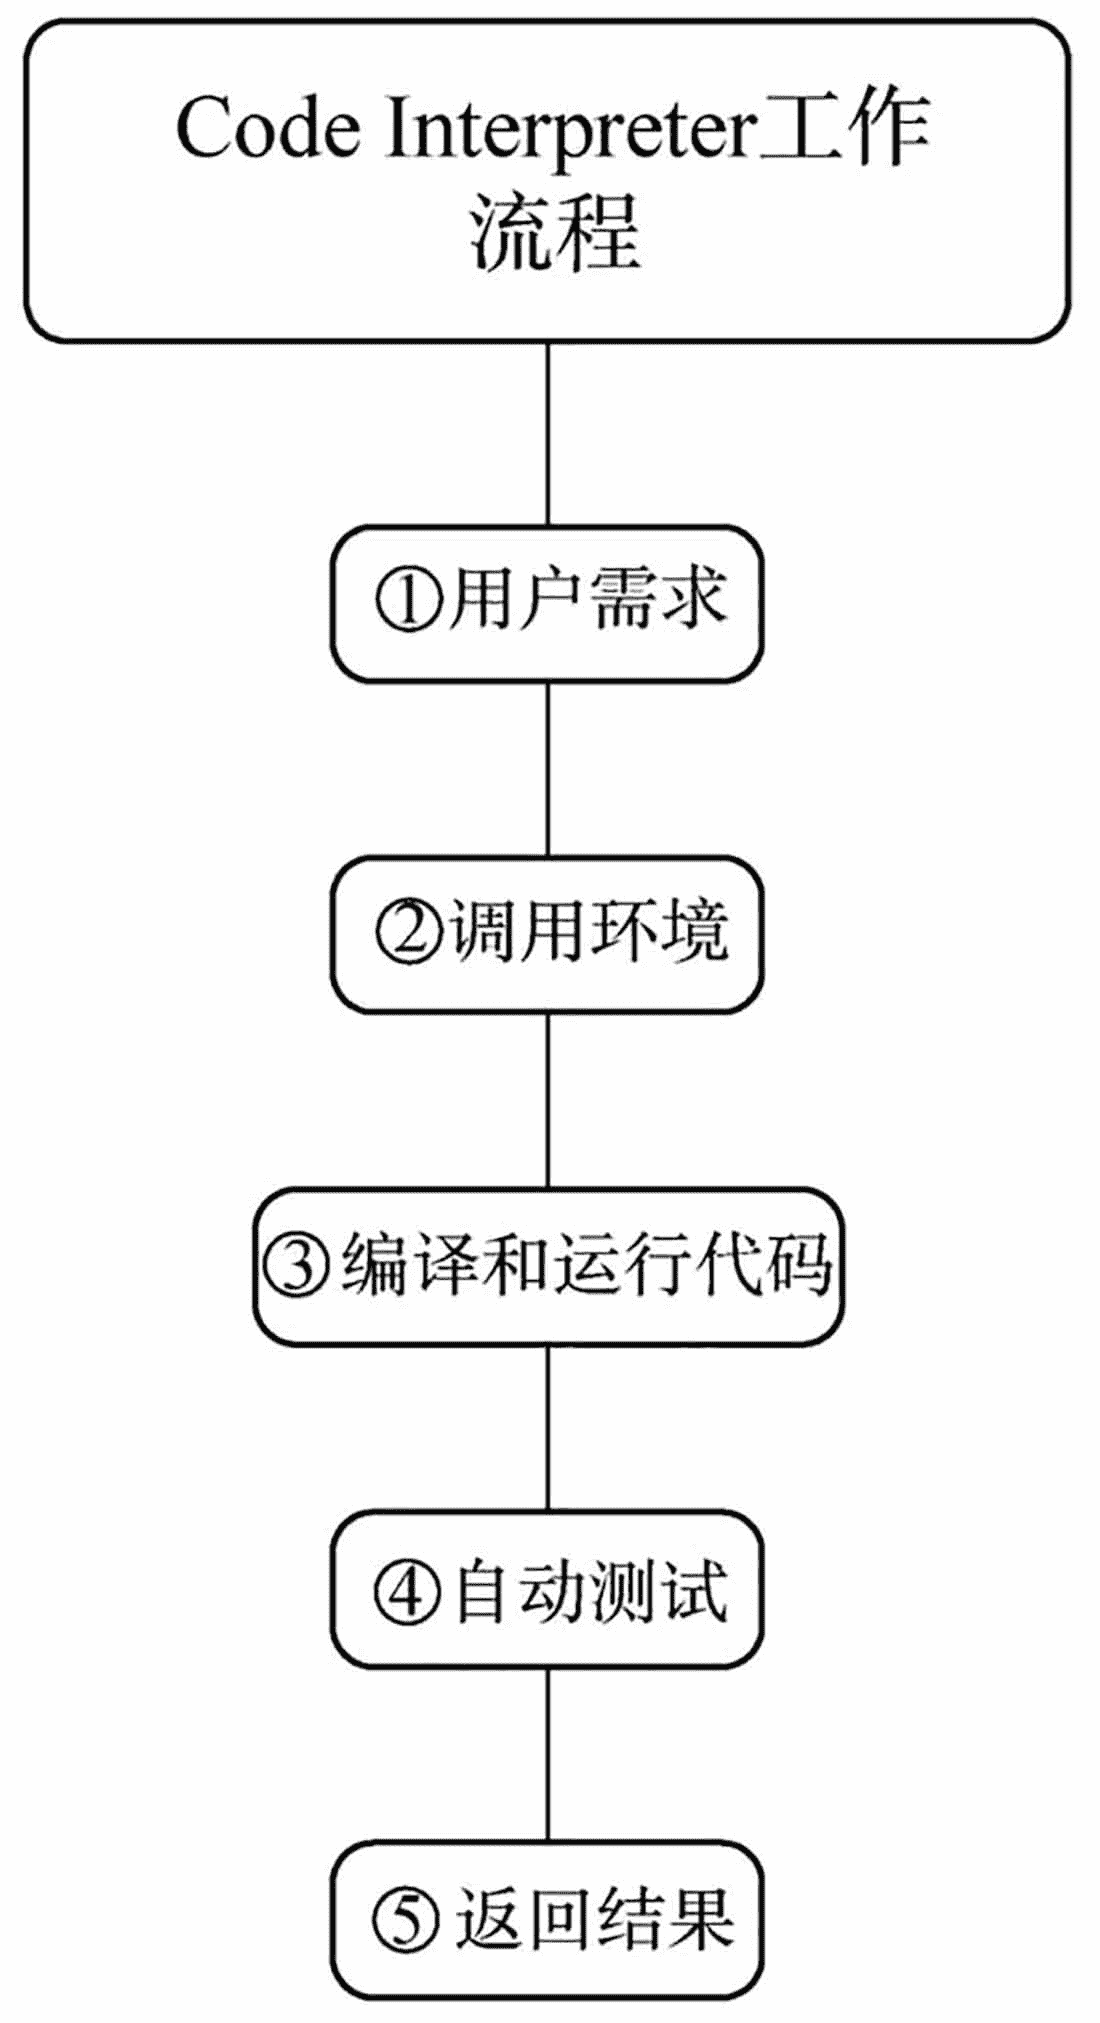 Code Interpreter工作
流程
①用户需求
②调用环境
③编译和运行代码
④自动测试
⑤返回结果